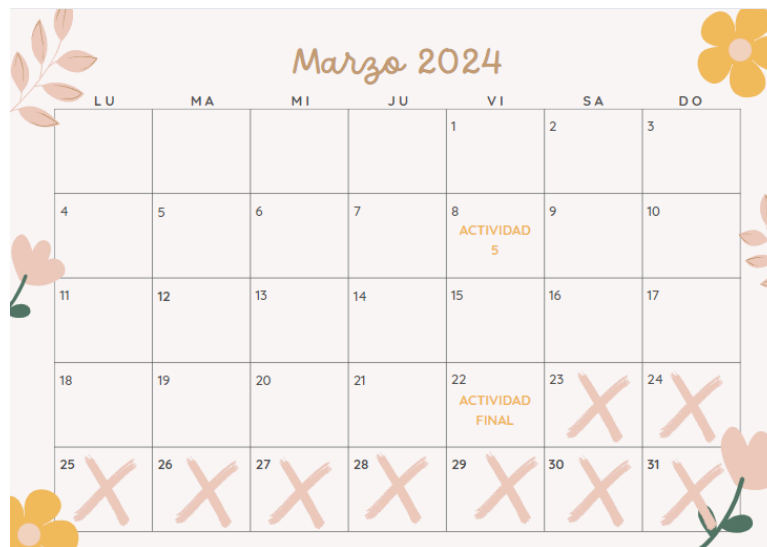 Marzo 2024
LU MA MI JU VI SA DO
1 2 3
4 5 6 7 8 9 10
ACTIVIDAD
5
11 12 13 14 15 16 17
18 19 20 21 22 23 24
ACTIVIDAD
FINAL
25 26 27 28 29 30 31